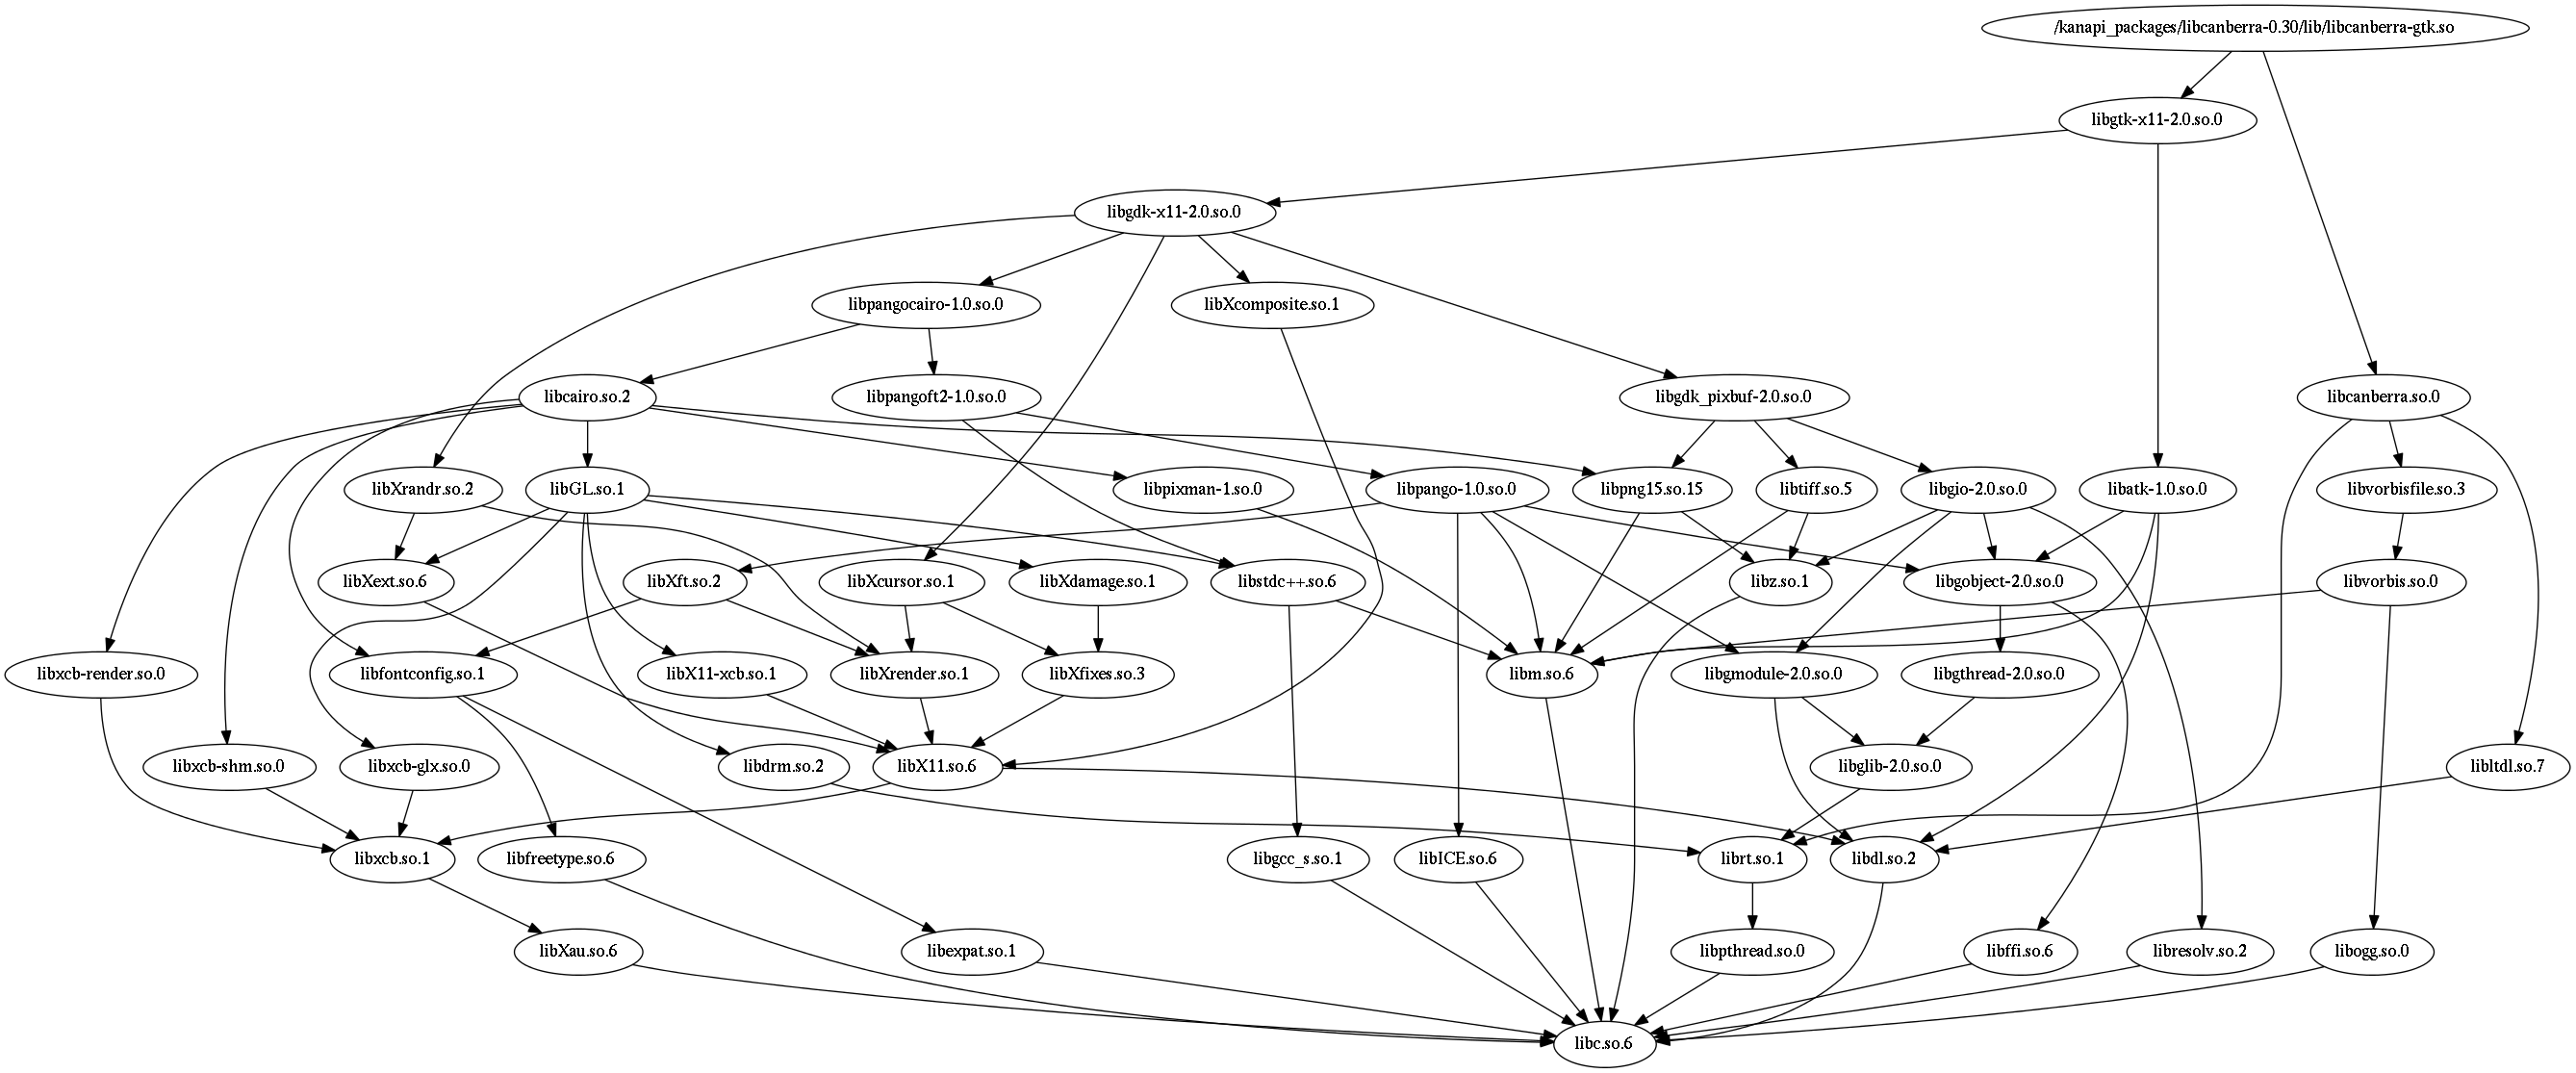 /kanapi_packages/libcanberra-0.30/lib/libcanberra-gtk.so
libgtk-x11-2.0.so.0
libgdk-x11-2.0.so.0
libpangocairo-1.0.so.0
libXcomposite.so.1
libcairo.so.2
libpangoft2-1.0.so.0
libgdk_pixbuf-2.0.so.0
libcanberra.so.0
libXrandr.so.2
libGL.so.1
libpixman-1.so.0
libpango-1.0.so.0
libpng15.so.15
libtiff.so.5
libgio-2.0.so.0
libatk-1.0.so.0
libvorbisfile.so.3
libXext.so.6
libXft.so.2
libXcursor.so.1
libXdamage.so.1
libstdc++.so.6
libz.so.1
libgobject-2.0.so.0
libvorbis.so.0
libxcb-render.so.0
libfontconfig.so.1
libX11-xcb.so.1
libXrender.so.1
libXfixes.so.3
libm.so.6
libgmodule-2.0.so.0
libgthread-2.0.so.0
libxcb-shm.so.0
libxcb-glx.so.0
libdrm.so.2
libX11.so.6
libglib-2.0.so.0
libltdl.so.7
libxcb.so.1
libfreetype.so.6
libgcc_s.so.1
libICE.so.6
librt.so.1
libdl.so.2
libXau.so.6
libexpat.so.1
libpthread.so.0
libffi.so.6
libresolv.so.2
libogg.so.0
libc.so.6